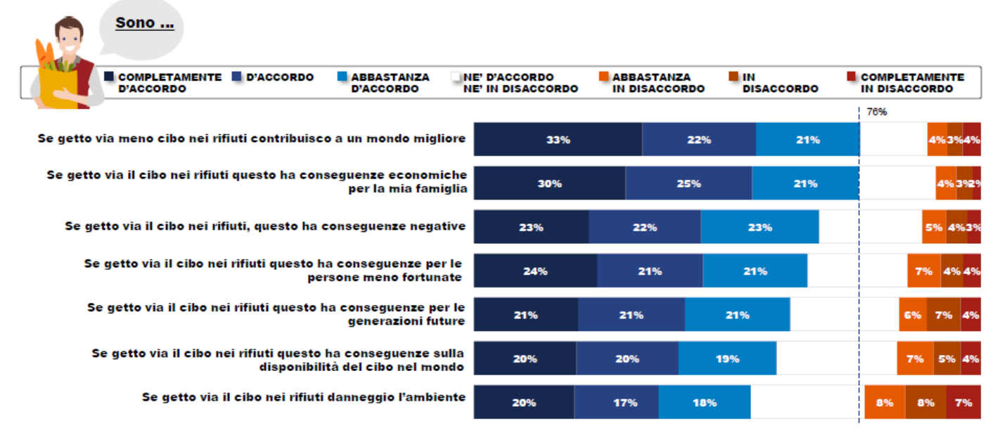 Sono ...
COMPLETAMENTE D'ACCORDO
D'ACCORDO
ABBASTANZA D'ACCORDO
NE' D'ACCORDO NE' IN DISACCORDO
ABBASTANZA IN DISACCORDO
IN DISACCORDO
COMPLETAMENTE IN DISACCORDO
76%
Se getto via meno cibo nei rifiuti contribuisco a un mondo migliore
33% 22% 21% 4% 3% 4%
Se getto via il cibo nei rifiuti questo ha conseguenze economiche
per la mia famiglia
30% 25% 21% 4% 3% 2%
Se getto via il cibo nei rifiuti, questo ha conseguenze negative
23% 22% 23% 5% 4% 3%
Se getto via il cibo nei rifiuti questo ha conseguenze per le
persone meno fortunate
24% 21% 21% 7% 4% 4%
Se getto via il cibo nei rifiuti questo ha conseguenze per le
generazioni future
21% 21% 21% 6% 7% 4%
Se getto via il cibo nei rifiuti questo ha conseguenze sulla
disponibilità del cibo nel mondo
20% 20% 19% 7% 5% 4%
Se getto via il cibo nei rifiuti danneggio l'ambiente
20% 17% 18% 8% 8% 7%